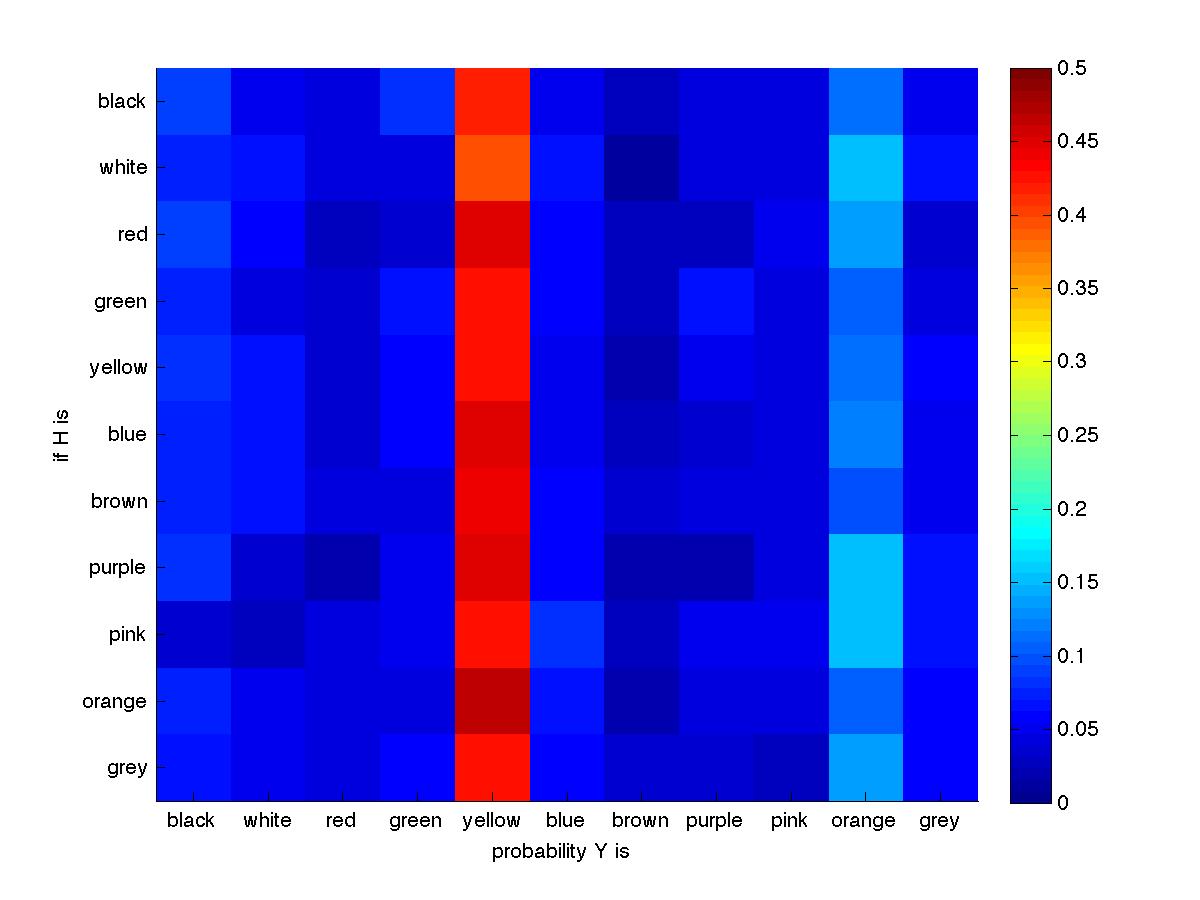 if H is
black
white
red
green
yellow
blue
brown
purple
pink
orange
grey
black white red green yellow blue brown purple pink orange grey
probability Y is
0.5
0.45
0.4
0.35
0.3
0.25
0.2
0.15
0.1
0.05
0